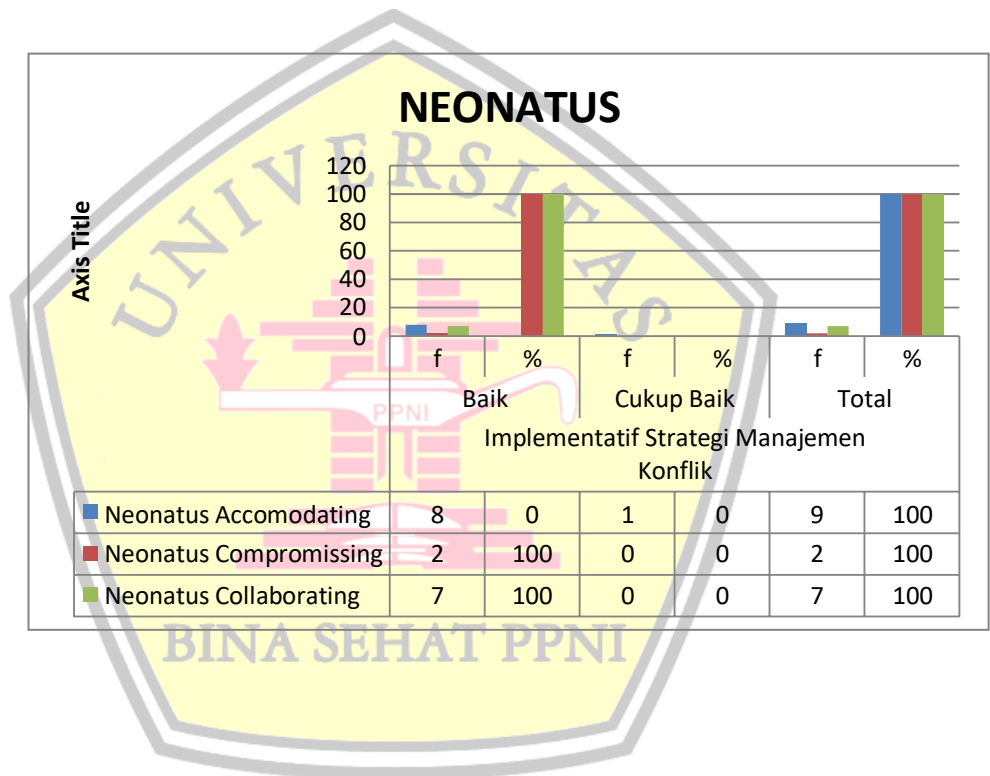 NEONATUS
UNIVERSITAS
Axis Title
120
100
80
60
40
20
0
f % f % f %
Baik Cukup Baik Total
Implementatif Strategi Manajemen
Konflik
PPNI
Neonatus Accomodating 8 0 1 0 9 100
Neonatus Compromissing 2 100 0 0 2 100
Neonatus Collaborating 7 100 0 0 7 100
BINA SEHAT PPNI